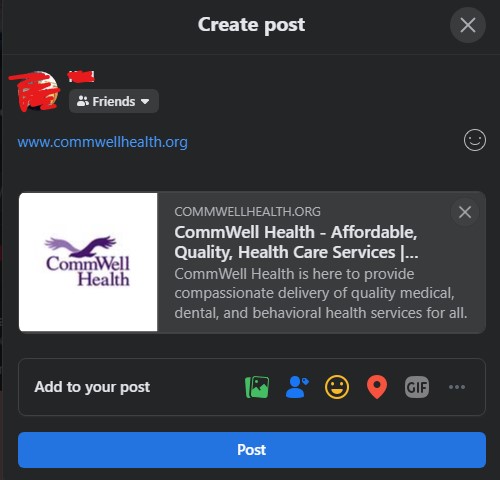 Create post
Friends
www.commwellhealth.org
COMMWELLHEALTH.ORG
CommWell Health - Affordable,
Quality, Health Care Services |...
CommWell Health is here to provide
compassionate delivery of quality medical,
dental, and behavioral health services for all.
CommWell
Health
Add to your post
GIF
Post